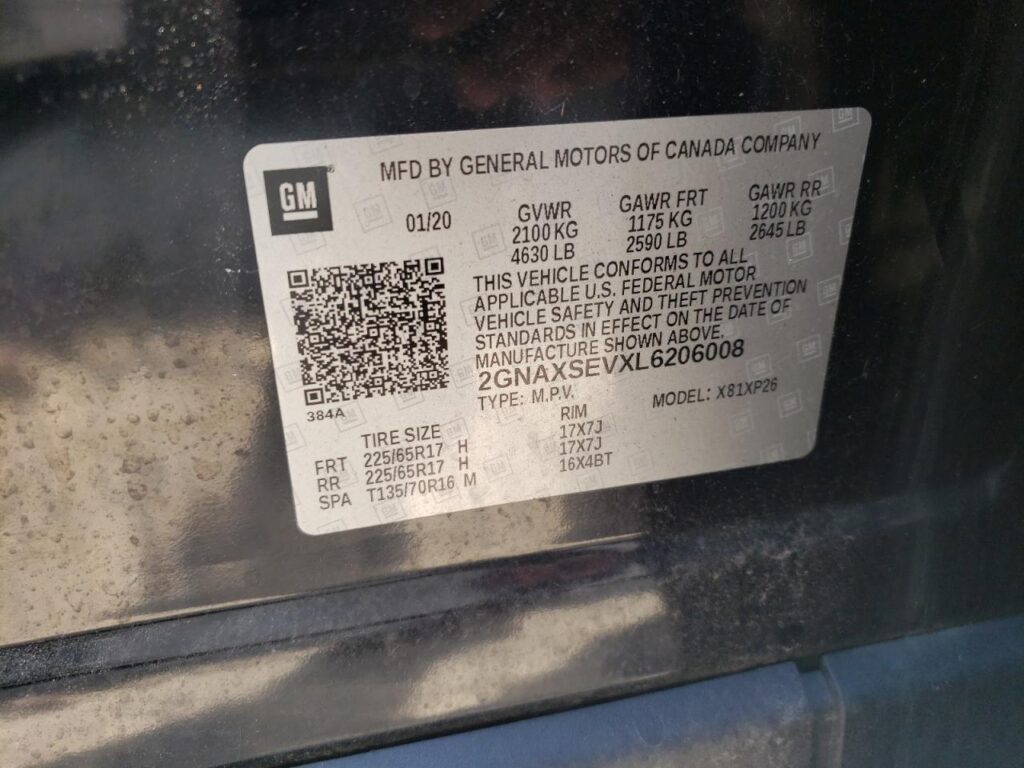 GM
MFD BY GENERAL MOTORS OF CANADA COMPANY
01/20
GVWR
2100 KG
4630 LB
GAWR FRT
1175 KG
2590 LB
GAWR RR
1200 KG
2645 LB
THIS VEHICLE CONFORMS TO ALL
APPLICABLE U.S. FEDERAL MOTOR
VEHICLE SAFETY AND THEFT PREVENTION
STANDARDS IN EFFECT ON THE DATE OF
MANUFACTURE SHOWN ABOVE.
2GNAXSEVXL6206008
TYPE: M.P.V. MODEL: X81XP26
384A
TIRE SIZE RIM
FRT 225/65R17 H 17X7J
RR 225/65R17 H 17X7J
SPA T135/70R16 M 16X4BT